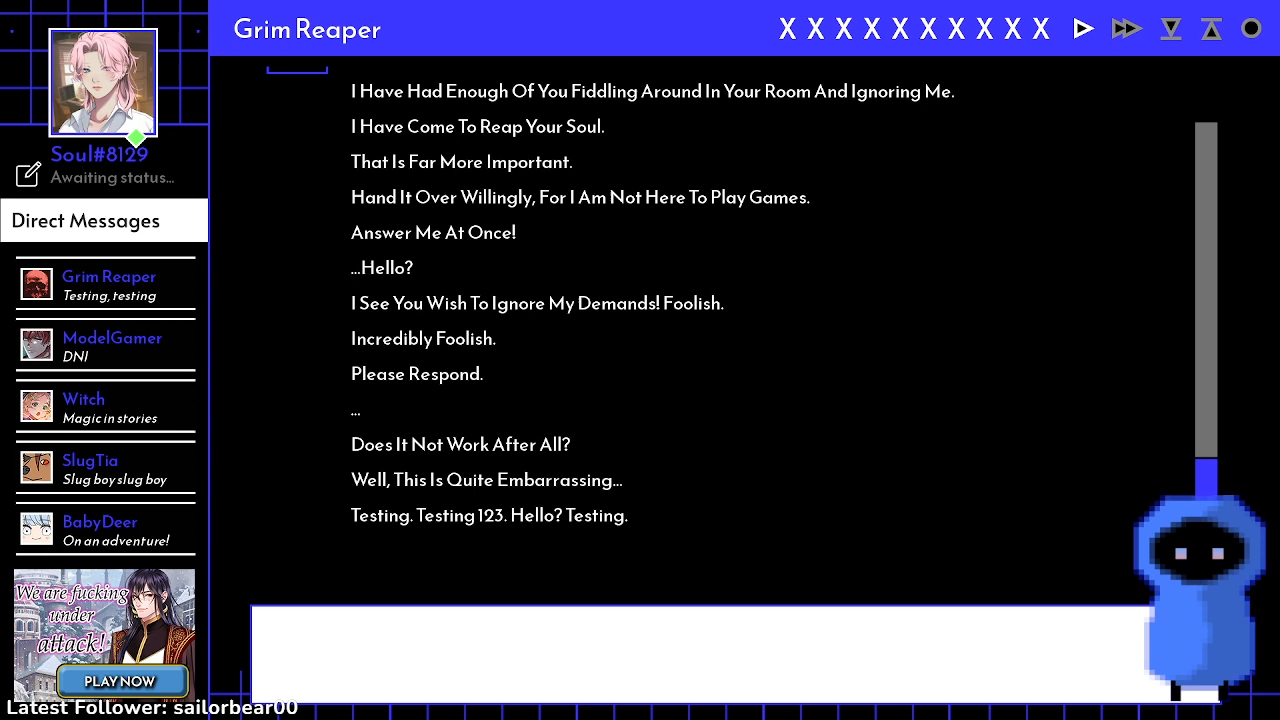 Grim Reaper
X X X X X X X X X X
Soul#8129
Awaiting status...
Direct Messages
Grim Reaper
Testing, testing
ModelGamer
DNI
Witch
Magic in stories
SlugTia
Slug boy slug boy
BabyDeer
On an adventure!
We are fucking
under
attack!
PLAY NOW
Latest Follower: sailorbear00
I Have Had Enough Of You Fiddling Around In Your Room And Ignoring Me.
I Have Come To Reap Your Soul.
That Is Far More Important.
Hand It Over Willingly, For I Am Not Here To Play Games.
Answer Me At Once!
...Hello?
I See You Wish To Ignore My Demands! Foolish.
Incredibly Foolish.
Please Respond.
...
Does It Not Work After All?
Well, This Is Quite Embarrassing...
Testing. Testing 123. Hello? Testing.